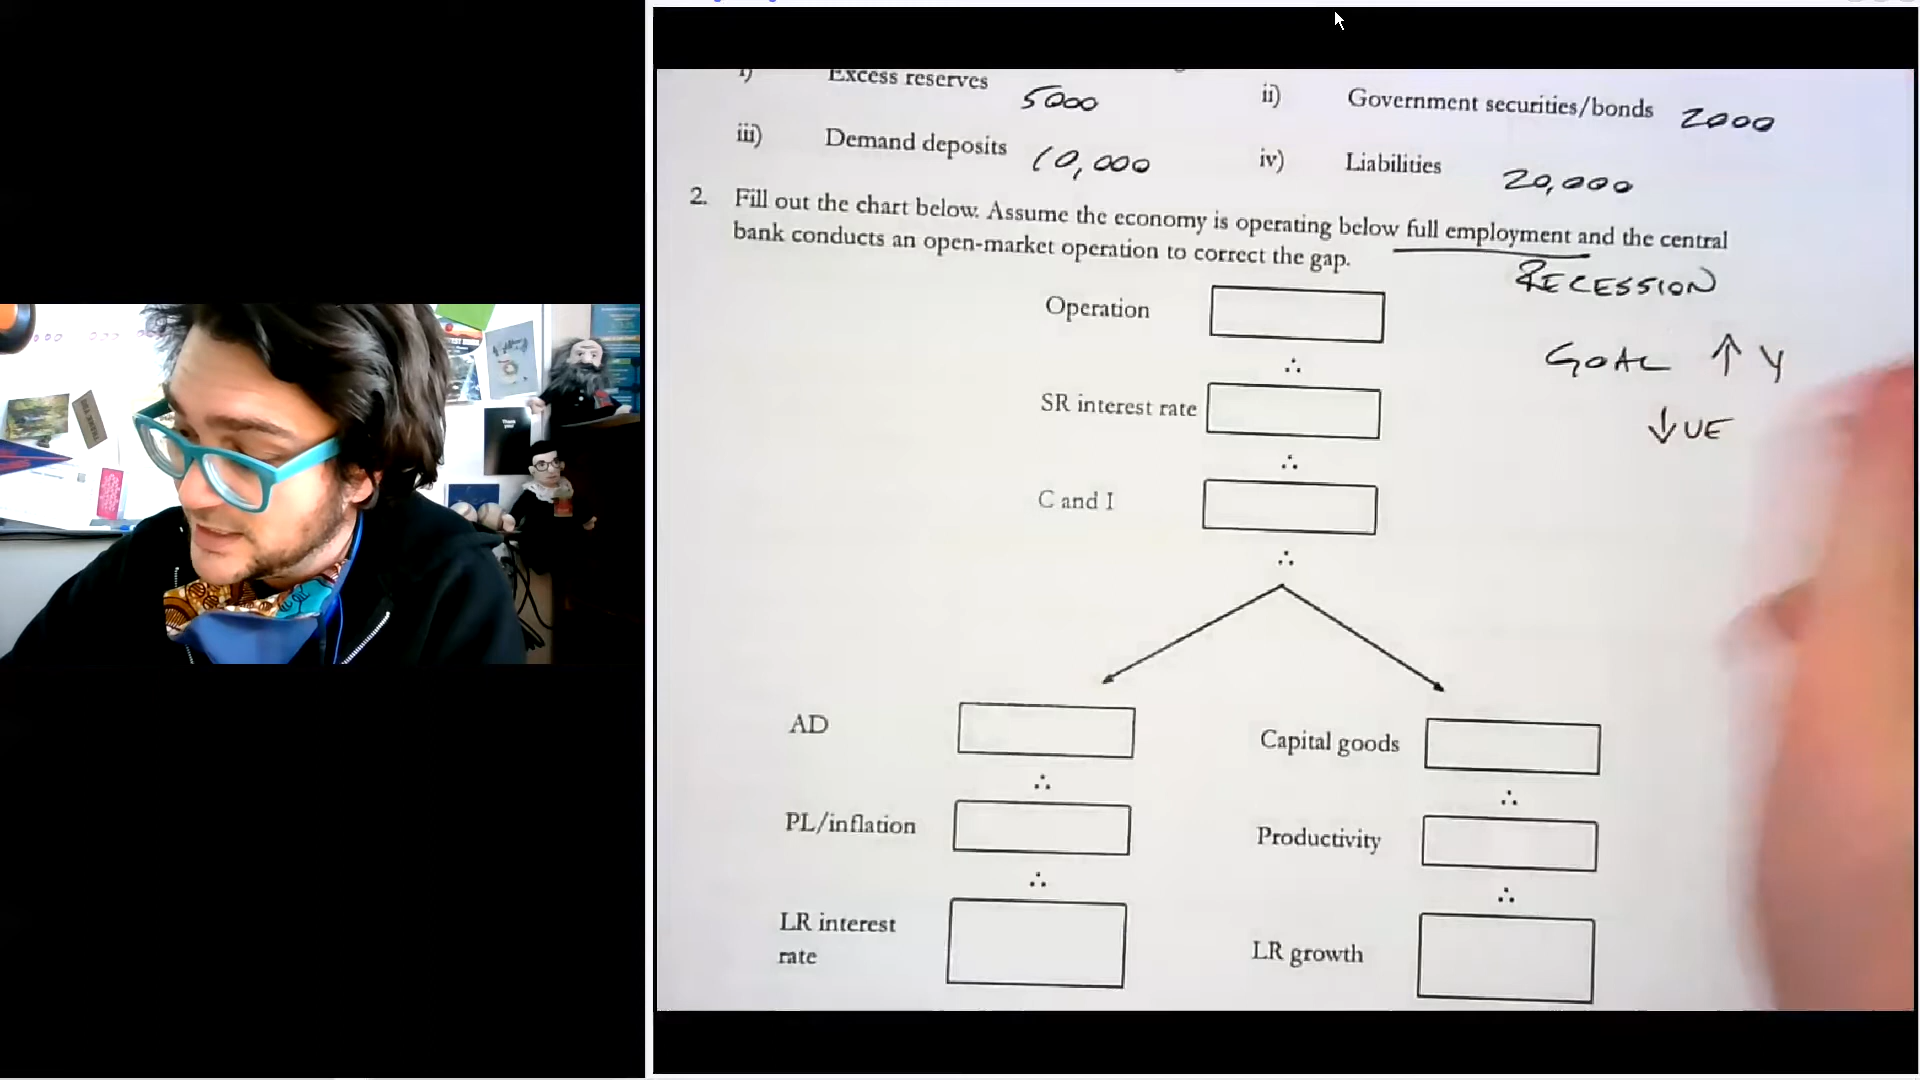 i) Excess reserves 5000 ii) Government securities/bonds 2000
iii) Demand deposits 10,000 iv) Liabilities 20,000
2. Fill out the chart below. Assume the economy is operating below full employment and the central
bank conducts an open-market operation to correct the gap.
RECESSION
Operation
∴
GOAL ↑ Y
SR interest rate
↓ UE
∴
C and I
∴
AD Capital goods
∴ ∴
PL/inflation Productivity
∴ ∴
LR interest
rate
LR growth